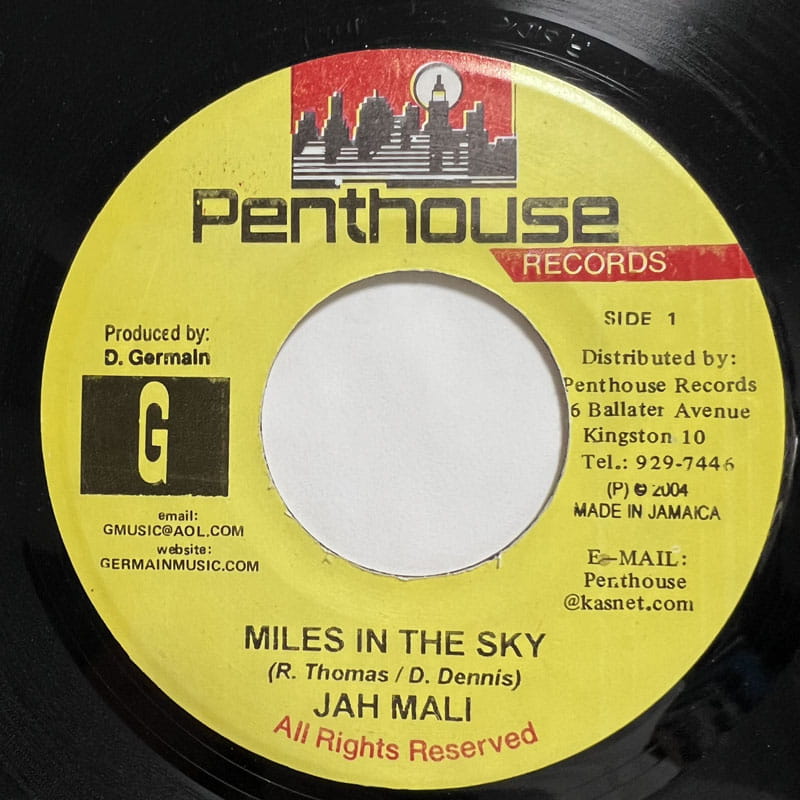 Penthouse
RECORDS
Produced by:
D. Germain
G
email:
GMUSIC@AOL.COM
website:
GERMAINMUSIC.COM
SIDE 1
Distributed by:
Penthouse Records
6 Ballater Avenue
Kingston 10
Tel.: 929-7446
(P) © 2004
MADE IN JAMAICA
E-MAIL:
Penthouse
@kasnet.com
MILES IN THE SKY
(R. Thomas / D. Dennis)
JAH MALI
All Rights Reserved